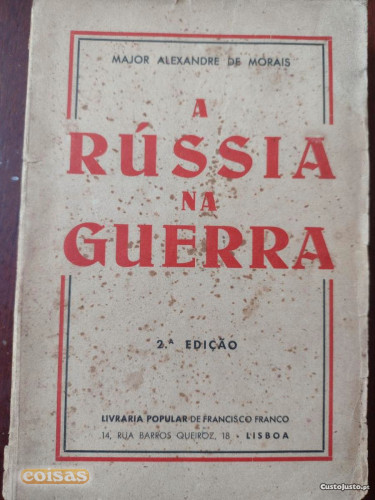 MAJOR ALEXANDRE DE MORAIS
A
RÚSSIA
NA
GUERRA
2.ª EDIÇÃO
LIVRARIA POPULAR DE FRANCISCO FRANCO
14, RUA BARROS QUEIROZ, 18 - LISBOA
coisas
CustoJusto.pt